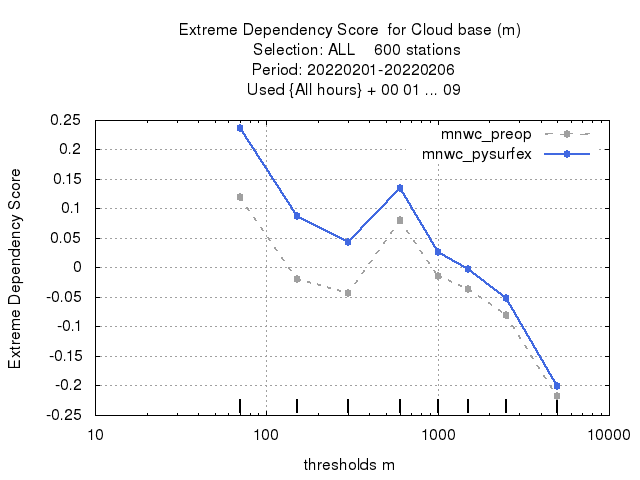 Extreme Dependency Score  for Cloud base (m)
Selection: ALL    600 stations
Period: 20220201-20220206
Used {All hours} + 00 01 ... 09
mnwc_preop
mnwc_pysurfex
Extreme Dependency Score
0.25
0.2
0.15
0.1
0.05
0
-0.05
-0.1
-0.15
-0.2
-0.25
10
100
1000
10000
thresholds m